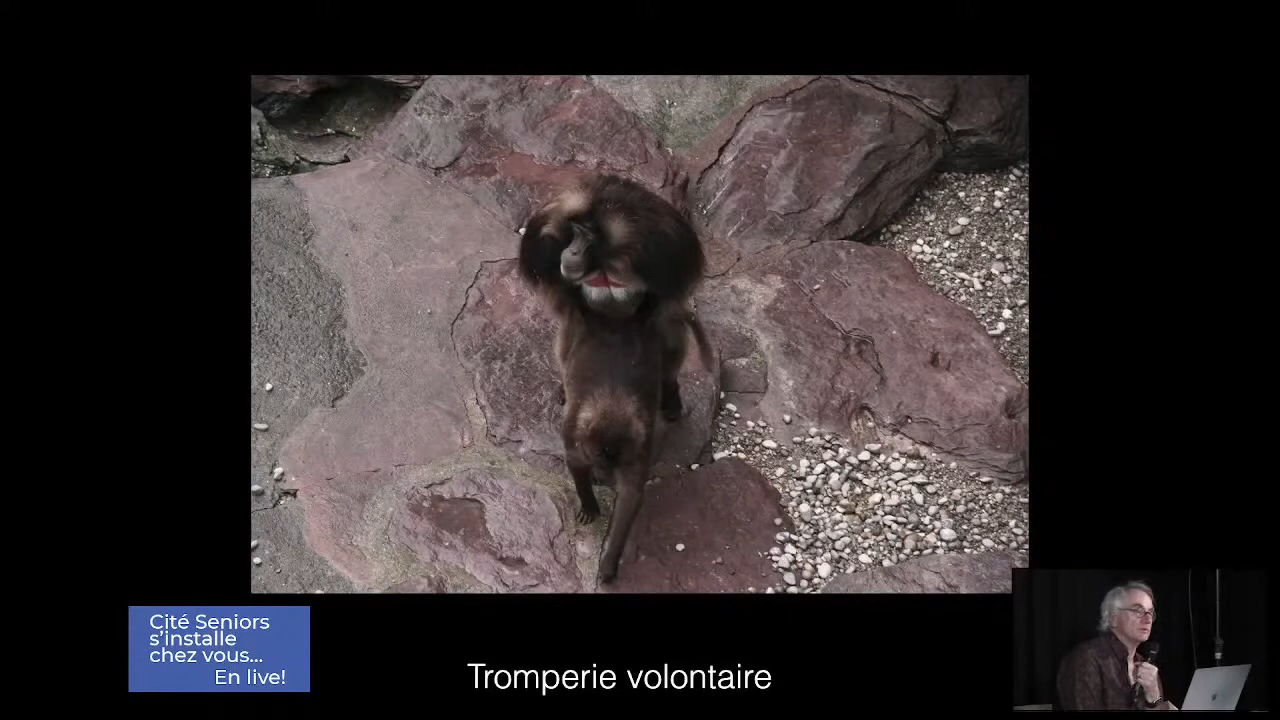 Cité Seniors
s’installe
chez vous...
En live!
Tromperie volontaire